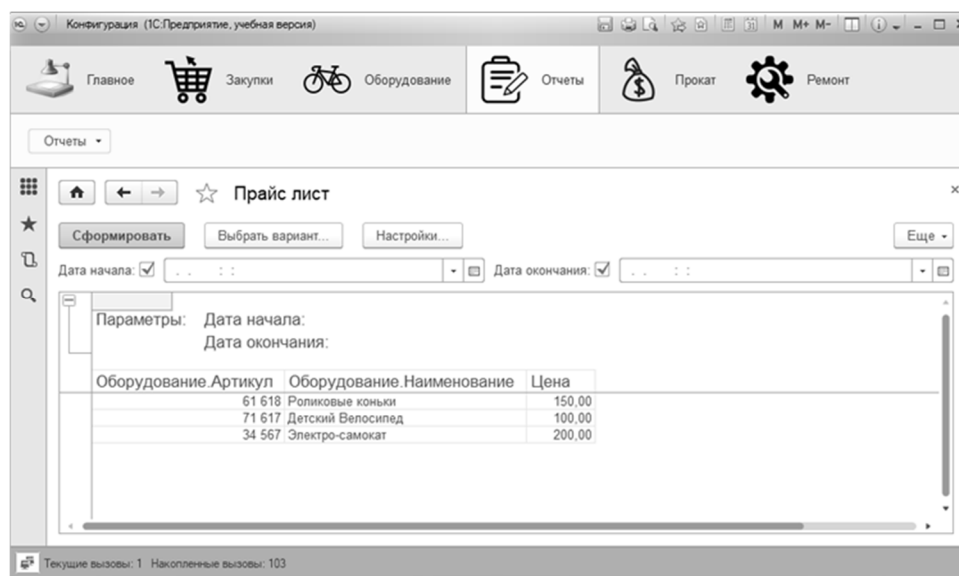 Конфигурация (1С:Предприятие, учебная версия)
M M+ M-
Главное Закупки Оборудование Отчеты Прокат Ремонт
Отчеты
Прайс лист
Сформировать Выбрать вариант... Настройки... Еще
Дата начала: . . : : Дата окончания: . . : :
Параметры: Дата начала:
Дата окончания:
Оборудование.Артикул Оборудование.Наименование Цена
61 618 Роликовые коньки 150,00
71 617 Детский Велосипед 100,00
34 567 Электро-самокат 200,00
Текущие вызовы: 1 Накопленные вызовы: 103